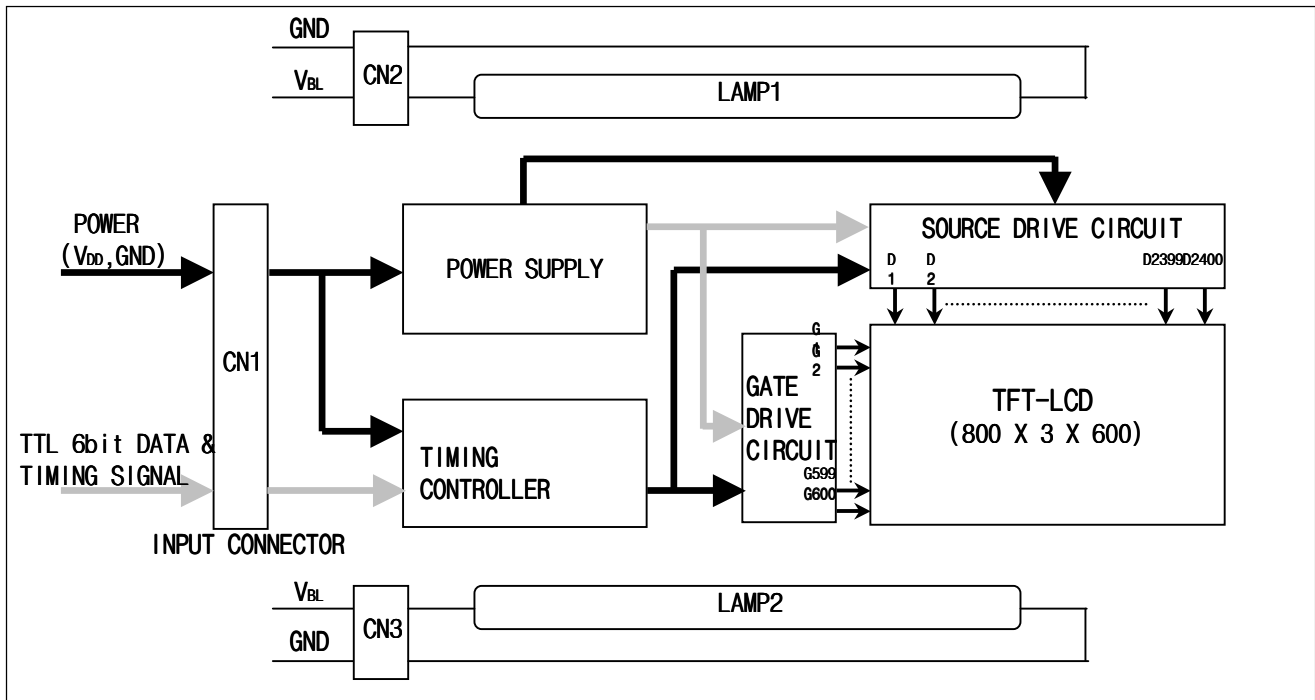 GND
VBL
CN2
LAMP1
POWER
(VDD,GND)
CN1
POWER SUPPLY
SOURCE DRIVE CIRCUIT
D
1
D
2
D2399D2400
G
1
G
2
GATE
DRIVE
CIRCUIT
G599
G600
TFT-LCD
(800 X 3 X 600)
TTL 6bit DATA &
TIMING SIGNAL
TIMING
CONTROLLER
INPUT CONNECTOR
VBL
GND
CN3
LAMP2